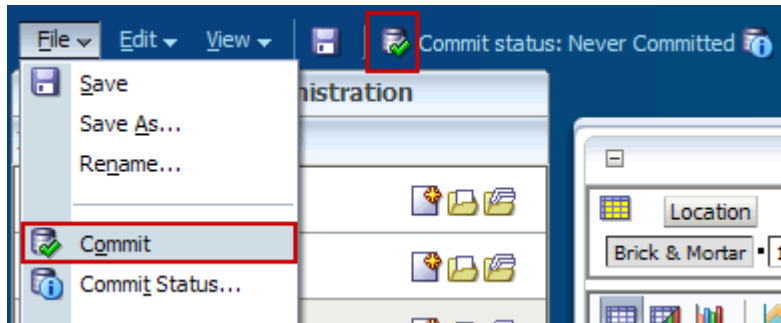 File Edit View Commit status: Never Committed
Save
Save As...
Rename...
Commit
Commit Status...
nistration
Location
Brick & Mortar